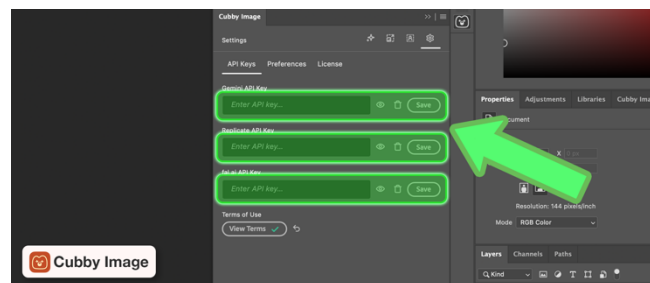 Cubby Image
Settings
API Keys Preferences License
Gemini API Key
Enter API key...
Save
Replicate API Key
Enter API key...
Save
fal.ai API Key
Enter API key...
Save
Terms of Use
View Terms
Cubby Image
Properties Adjustments Libraries Cubby Ima
X
Resolution: 144 pixels/inch
Mode RGB Color
Layers Channels Paths
Kind